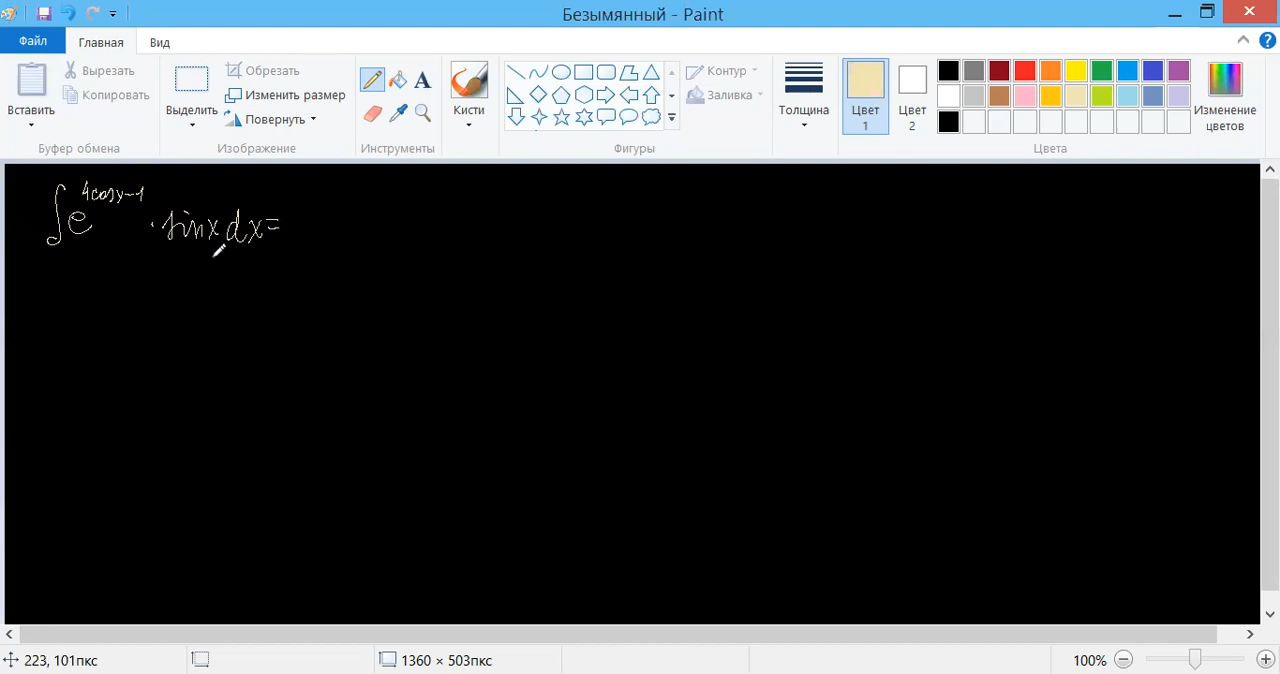 Безымянный - Paint
Файл Главная Вид
Вставить
Вырезать
Копировать
Буфер обмена
Выделить
Обрезать
Изменить размер
Повернуть
Изображение
A
Инструменты
Кисти
Контур
Заливка
Фигуры
Толщина
Цвет 1
Цвет 2
Изменение цветов
Цвета
∫ e^{4cosx-1} · sinx dx =
223, 101пкс 1360 × 503пкс 100%